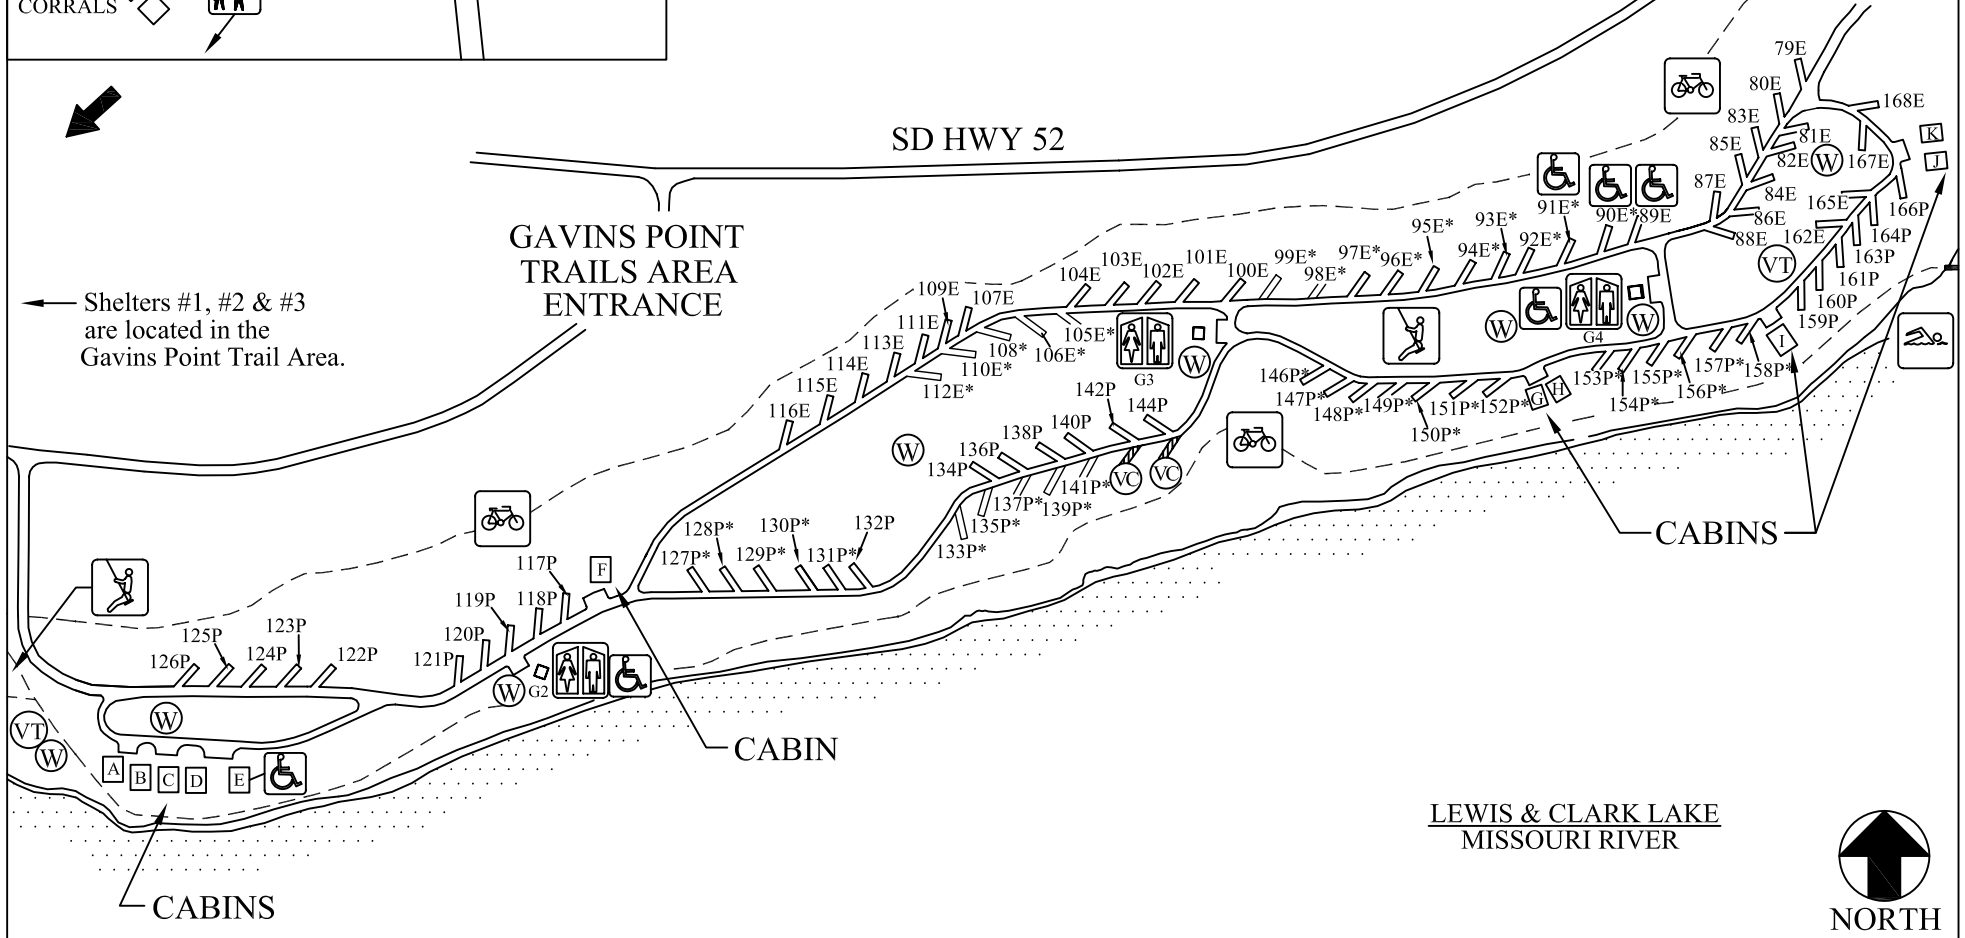 CORRALS
79E
80E
168E
83E
K
SD HWY 52
81E
85E
82E
W
167E
J
87E
84E
165E
91E*
90E*
89E
166P
86E
95E*
93E*
GAVINS POINT
88E
162E
164P
92E*
TRAILS AREA
97E*
94E*
163P
99E*
101E
96E*
VT
103E
ENTRANCE
104E
102E
100E
98E*
161P
109E
107E
160P
Shelters #1, #2 & #3
111E
105E*
W
W
159P
are located in the
113E
108*
106E*
G4
I
Gavins Point Trail Area.
114E
110E*
W
G3
157P*
158P*
115E
112E*
142P
146P*
153P*
155P*
116E
144P
147P*
156P*
148P*
149P*
151P*
152P*
G
H
154P*
140P
150P*
138P
W
136P
134P
VC
VC
141P*
137P*
139P*
128P*
130P*
132P
135P*
CABINS
127P*
129P*
131P*
133P*
117P
F
119P
118P
125P
123P
120P
126P
124P
122P
121P
W
G2
W
VT
W
CABIN
A
B
C
D
E
LEWIS & CLARK LAKE
MISSOURI RIVER
CABINS
NORTH